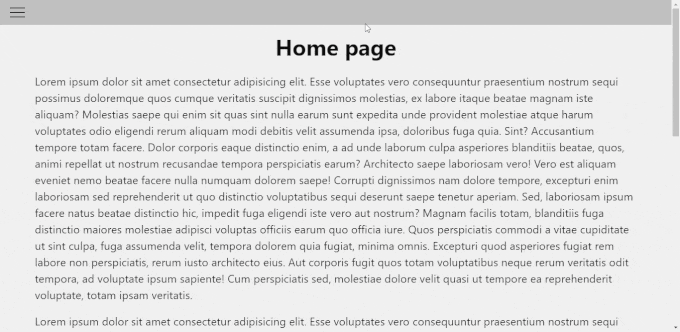 Home page
Lorem ipsum dolor sit amet consectetur adipisicing elit. Esse voluptates vero consequuntur praesentium nostrum sequi
possimus doloremque quos cumque veritatis suscipit dignissimos molestias, ex labore itaque beatae magnam iste
aliquam? Molestias saepe qui enim sit quas sint nulla earum sunt expedita unde provident molestiae atque harum
voluptates odio eligendi rerum aliquam modi debitis velit assumenda ipsa, doloribus fuga quia. Sint? Accusantium
tempore totam facere. Dolor corporis eaque distinctio enim, a ad unde laborum culpa asperiores blanditiis beatae, quos,
animi repellat ut nostrum recusandae tempora perspiciatis earum? Architecto saepe laboriosam vero! Vero est aliquam
eveniet nemo beatae facere nulla numquam dolorem saepe! Corrupti dignissimos nam dolore tempore, excepturi enim
laboriosam sed reprehenderit ut quo distinctio voluptatibus sequi deserunt saepe tenetur aperiam. Sed, laboriosam ipsum
facere natus beatae distinctio hic, impedit fuga eligendi iste vero aut nostrum? Magnam facilis totam, blanditiis fuga
distinctio maiores molestiae adipisci voluptas officiis earum quo officia iure. Quos perspiciatis commodi a vitae cupiditate
ut sint culpa, fuga assumenda velit, tempora dolorem quia fugiat, minima omnis. Excepturi quod asperiores fugiat rem
labore non perspiciatis, rerum iusto architecto eius. Aut corporis fugit quos totam voluptatibus neque rerum veritatis odit
tempora, ad voluptate ipsum sapiente! Cum perspiciatis sed, molestiae dolore velit quasi ut tempore ea reprehenderit
voluptate, totam ipsam veritatis.
Lorem ipsum dolor sit amet consectetur adipisicing elit. Esse voluptates vero consequuntur praesentium nostrum sequi